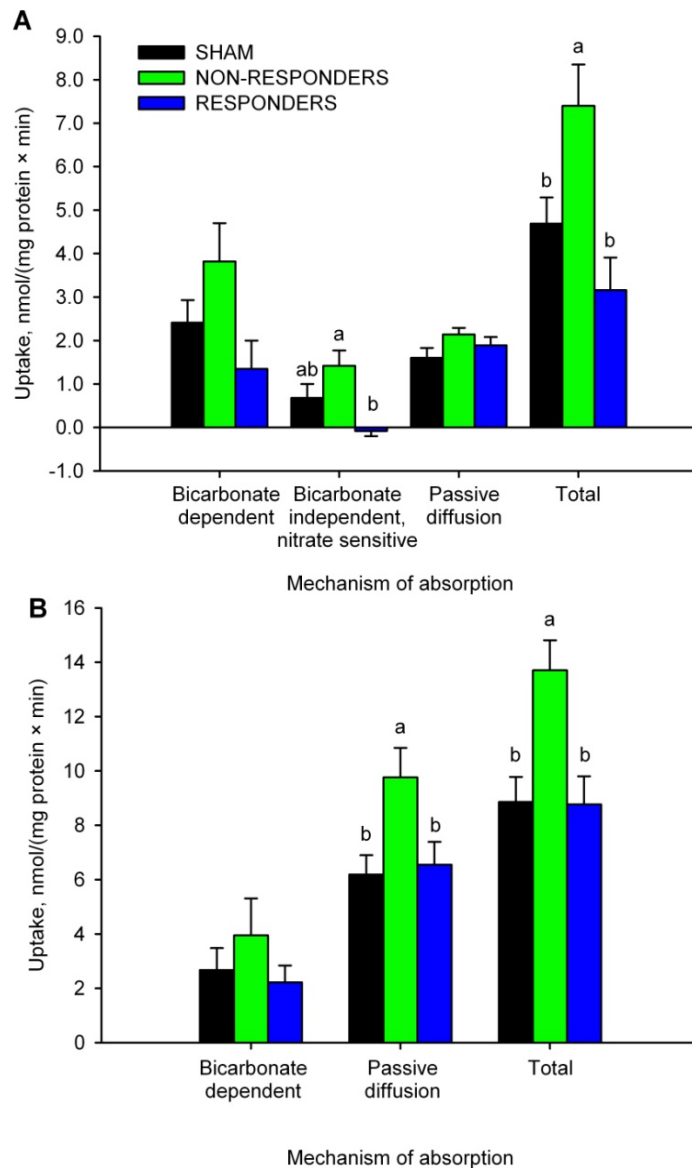 A
SHAM
NON-RESPONDERS
RESPONDERS
Uptake, nmol/(mg protein × min)
9.0
8.0
7.0
6.0
5.0
4.0
3.0
2.0
1.0
0.0
-1.0
ab
a
b
b
a
b
Bicarbonate
dependent
Bicarbonate
independent,
nitrate sensitive
Passive
diffusion
Total
Mechanism of absorption
B
Uptake, nmol/(mg protein × min)
16
14
12
10
8
6
4
2
0
b
a
b
b
a
b
Bicarbonate
dependent
Passive
diffusion
Total
Mechanism of absorption